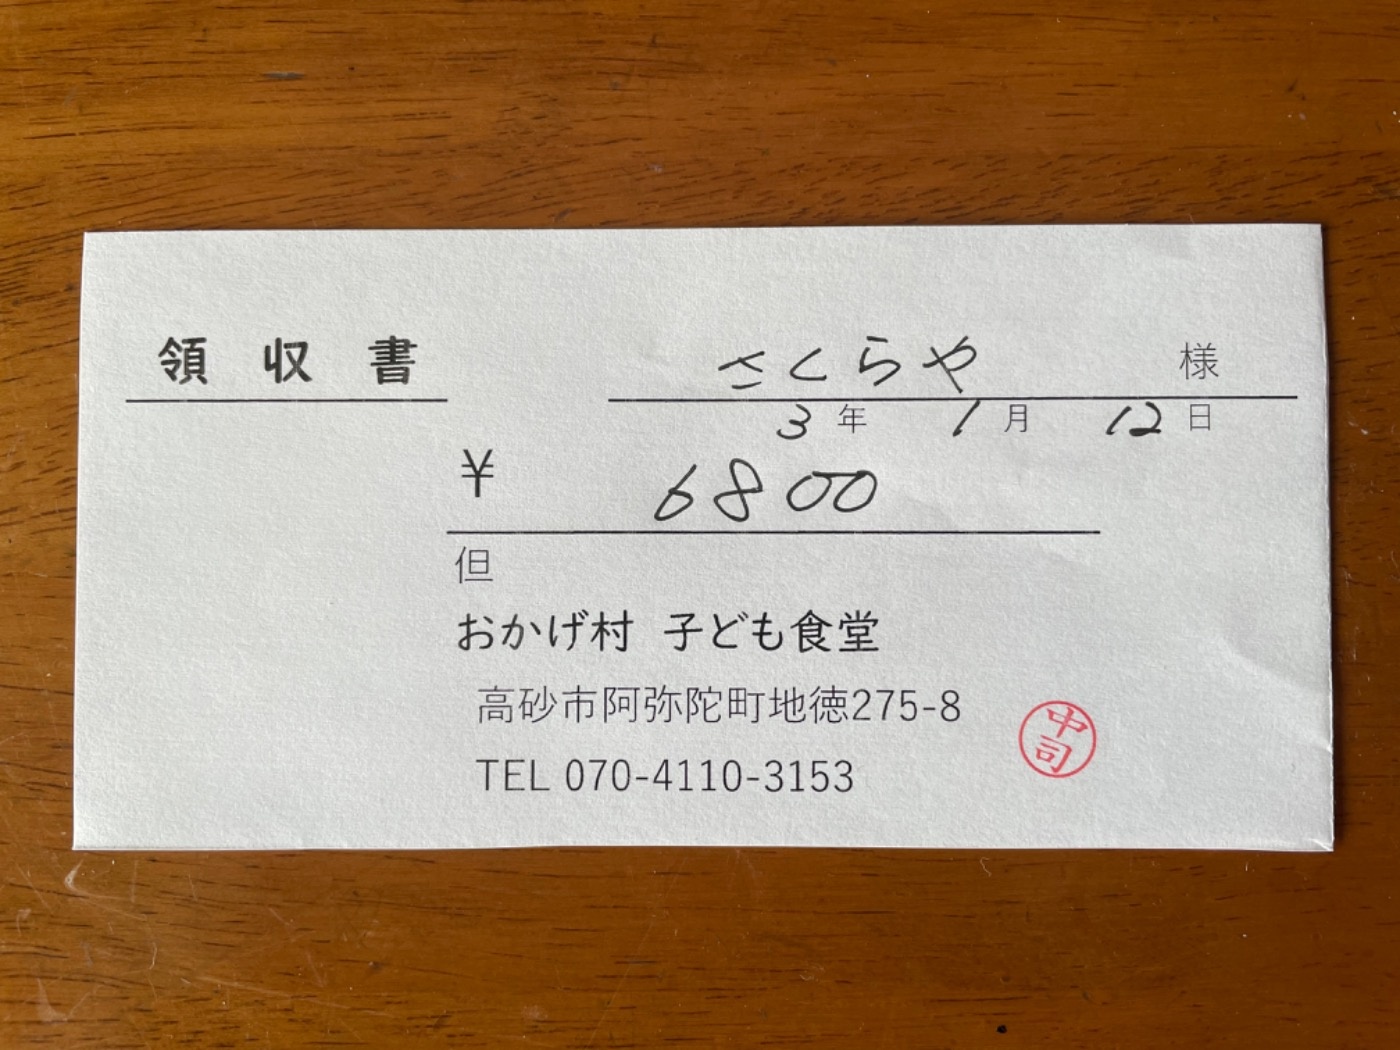 領収書
さくらや 様
3年 1月 12日
¥ 6800
但
おかげ村 子ども食堂
高砂市阿弥陀町地徳275-8
TEL 070-4110-3153
中司